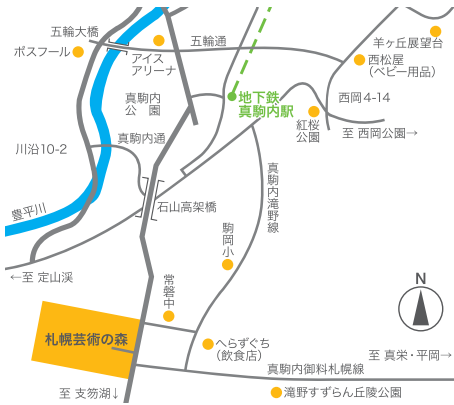 五輪大橋
五輪通
羊ヶ丘展望台
ボスフール
アイス
アリーナ
西松屋
（ベビー用品）
真駒内
公園
地下鉄
真駒内駅
西岡4-14
紅桜
公園
至 西岡公園→
真駒内通
川沿10-2
真駒内滝野線
豊平川
石山高架橋
駒岡小
←至 定山渓
常磐中
N
札幌芸術の森
へらずぐち
（飲食店）
至 真栄・平岡→
真駒内御料札幌線
至 支笏湖↓
滝野すずらん丘陵公園